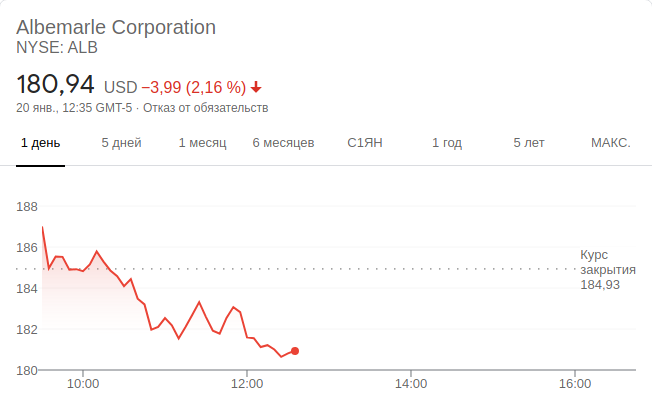 Albemarle Corporation
NYSE: ALB
180,94 USD −3,99 (2,16 %)
20 янв., 12:35 GMT-5 · Отказ от обязательств
1 день 5 дней 1 месяц 6 месяцев С1ЯН 1 год 5 лет МАКС.
188
186
Курс
закрытия
184,93
184
182
180
10:00 12:00 14:00 16:00